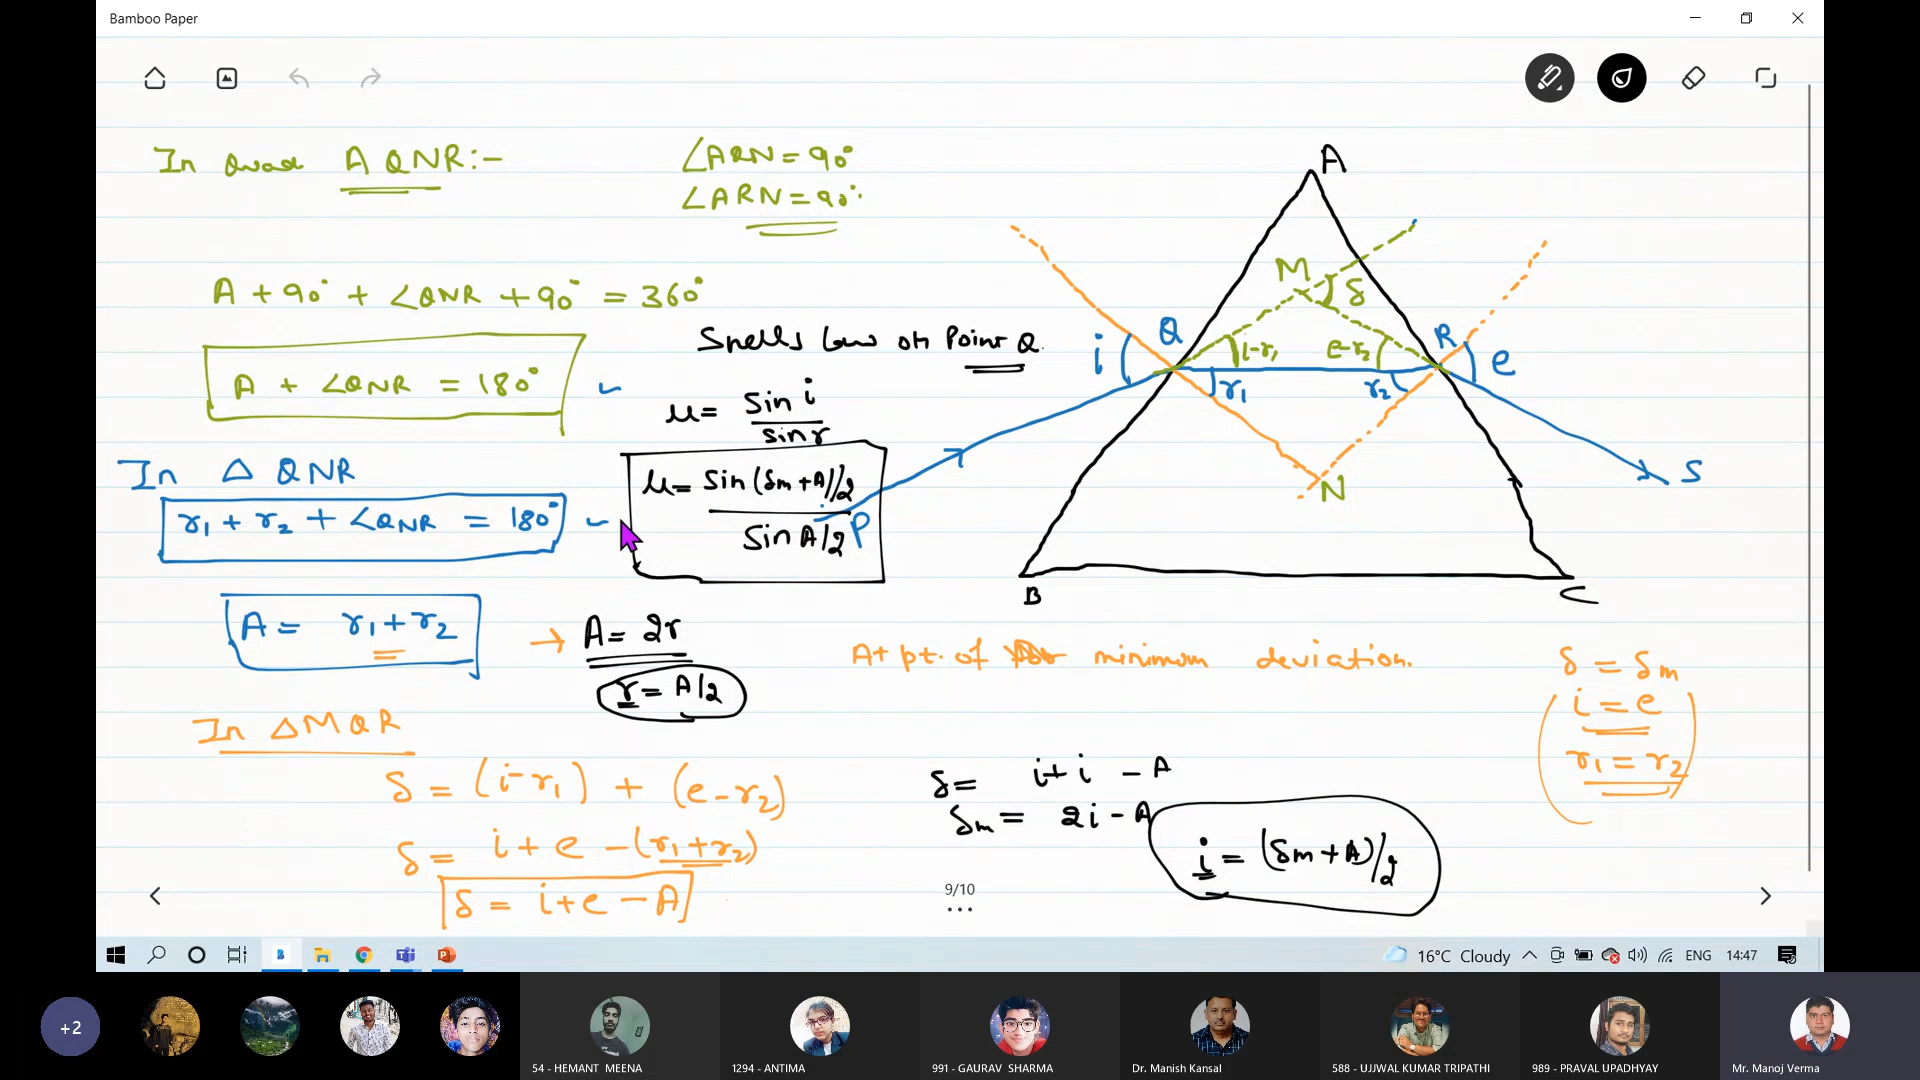 Bamboo Paper
In Quad A QNR:-
∠AQN = 90°
∠ARN = 90°
A + 90° + ∠QNR + 90° = 360°
A + ∠QNR = 180°
In △ QNR
r₁ + r₂ + ∠QNR = 180°
A = r₁ + r₂
→ A = 2r
r = A/2
In △MQR
δ = (i-r₁) + (e-r₂)
δ = i + e - (r₁+r₂)
δ = i+e - A
Snells Law at Point Q
μ = sin i / sin r
μ = sin (δm + A)/2 / sin A/2
A
M
δ
Q
R
i
i-r₁
e-r₂
e
r₁
r₂
N
P
S
B
C
At pt. of minimum deviation.
δ = δm
i = e
r₁ = r₂
δ = i+i - A
δm = 2i - A
i = (δm + A)/2
9/10
16°C Cloudy
ENG
14:47
+2
54 - HEMANT MEENA
1294 - ANTIMA
991 - GAURAV SHARMA
Dr. Manish Kansal
588 - UJJWAL KUMAR TRIPATHI
989 - PRAVAL UPADHYAY
Mr. Manoj Verma